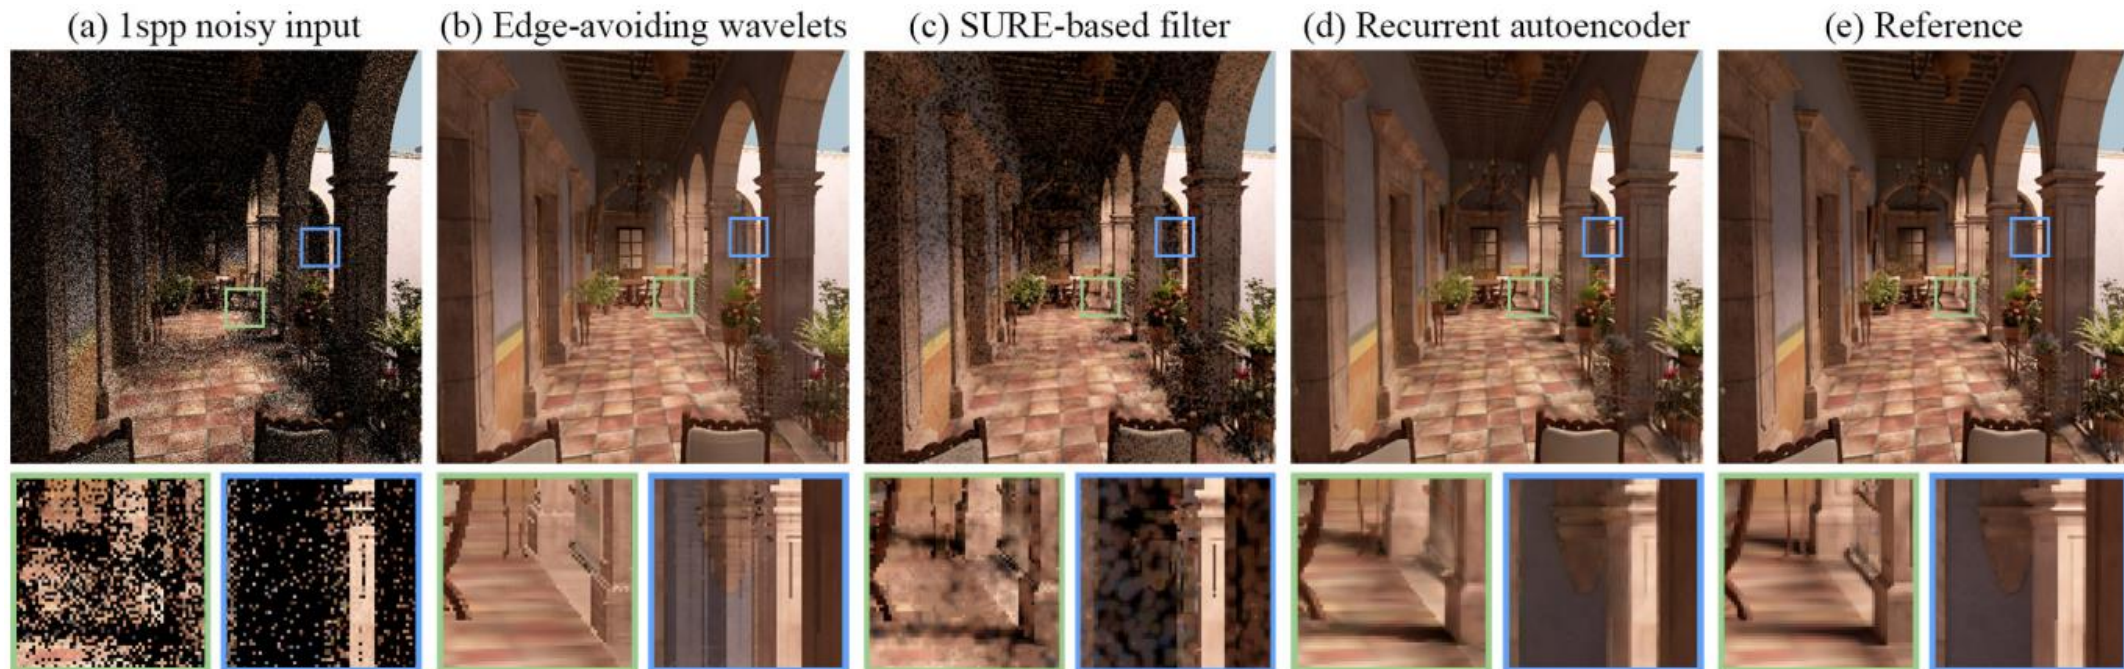 (a) 1spp noisy input
(b) Edge-avoiding wavelets
(c) SURE-based filter
(d) Recurrent autoencoder
(e) Reference